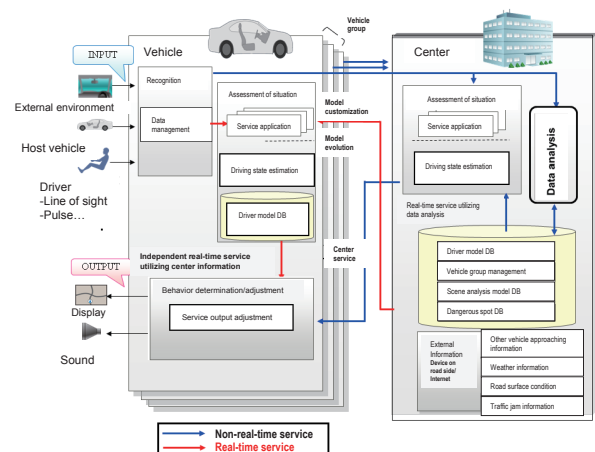 INPUT
External environment
Host vehicle
Driver
-Line of sight
-Pulse…
OUTPUT
Display
Sound
Vehicle
Vehicle
group
Recognition
Data
management
Assessment of situation
Service application
Driving state estimation
Driver model DB
Model
customization
Model
evolution
Independent real-time service
utilizing center information
Center
service
Behavior determination/adjustment
Service output adjustment
Center
Assessment of situation
Service application
Driving state estimation
Data analysis
Real-time service utilizing
data analysis
Driver model DB
Vehicle group management
Scene analysis model DB
Dangerous spot DB
External
Information
Device on
road side/
Internet
Other vehicle approaching
information
Weather information
Road surface condition
Traffic jam information
Non-real-time service
Real-time service